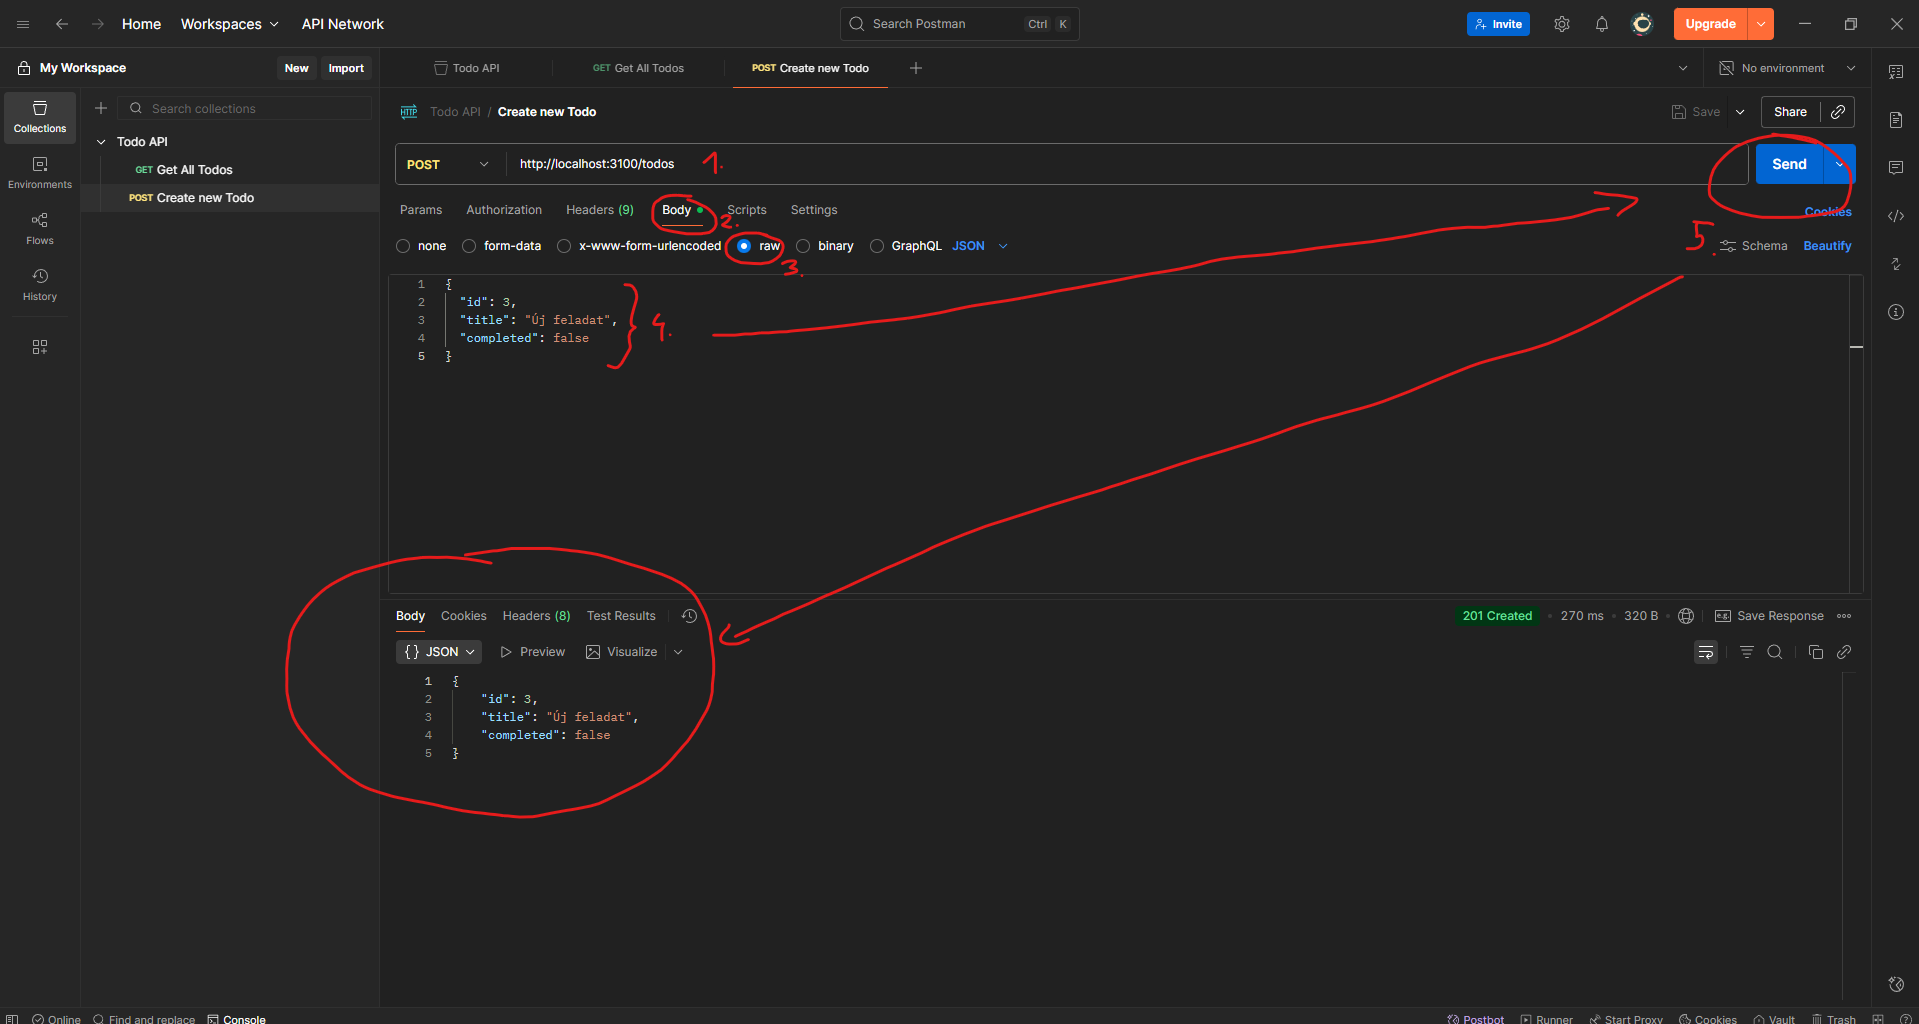 Home Workspaces API Network Search Postman Ctrl K Invite Upgrade
My Workspace New Import Todo API GET Get All Todos POST Create new Todo No environment
Collections
Environments
Flows
History
Search collections
Todo API
GET Get All Todos
POST Create new Todo
HTTP Todo API / Create new Todo Save Share
POST http://localhost:3100/todos 1. Send
Params Authorization Headers (9) Body 2. Scripts Settings Cookies
none form-data x-www-form-urlencoded raw 3. binary GraphQL JSON 5. Schema Beautify
1 {
2 "id": 3,
3 "title": "Új feladat",
4 "completed": false
5 }
4.
Body Cookies Headers (8) Test Results 201 Created 270 ms 320 B e.g. Save Response
{} JSON Preview Visualize
1 {
2 "id": 3,
3 "title": "Új feladat",
4 "completed": false
5 }
Online Find and replace Console Postbot Runner Start Proxy Cookies Vault Trash